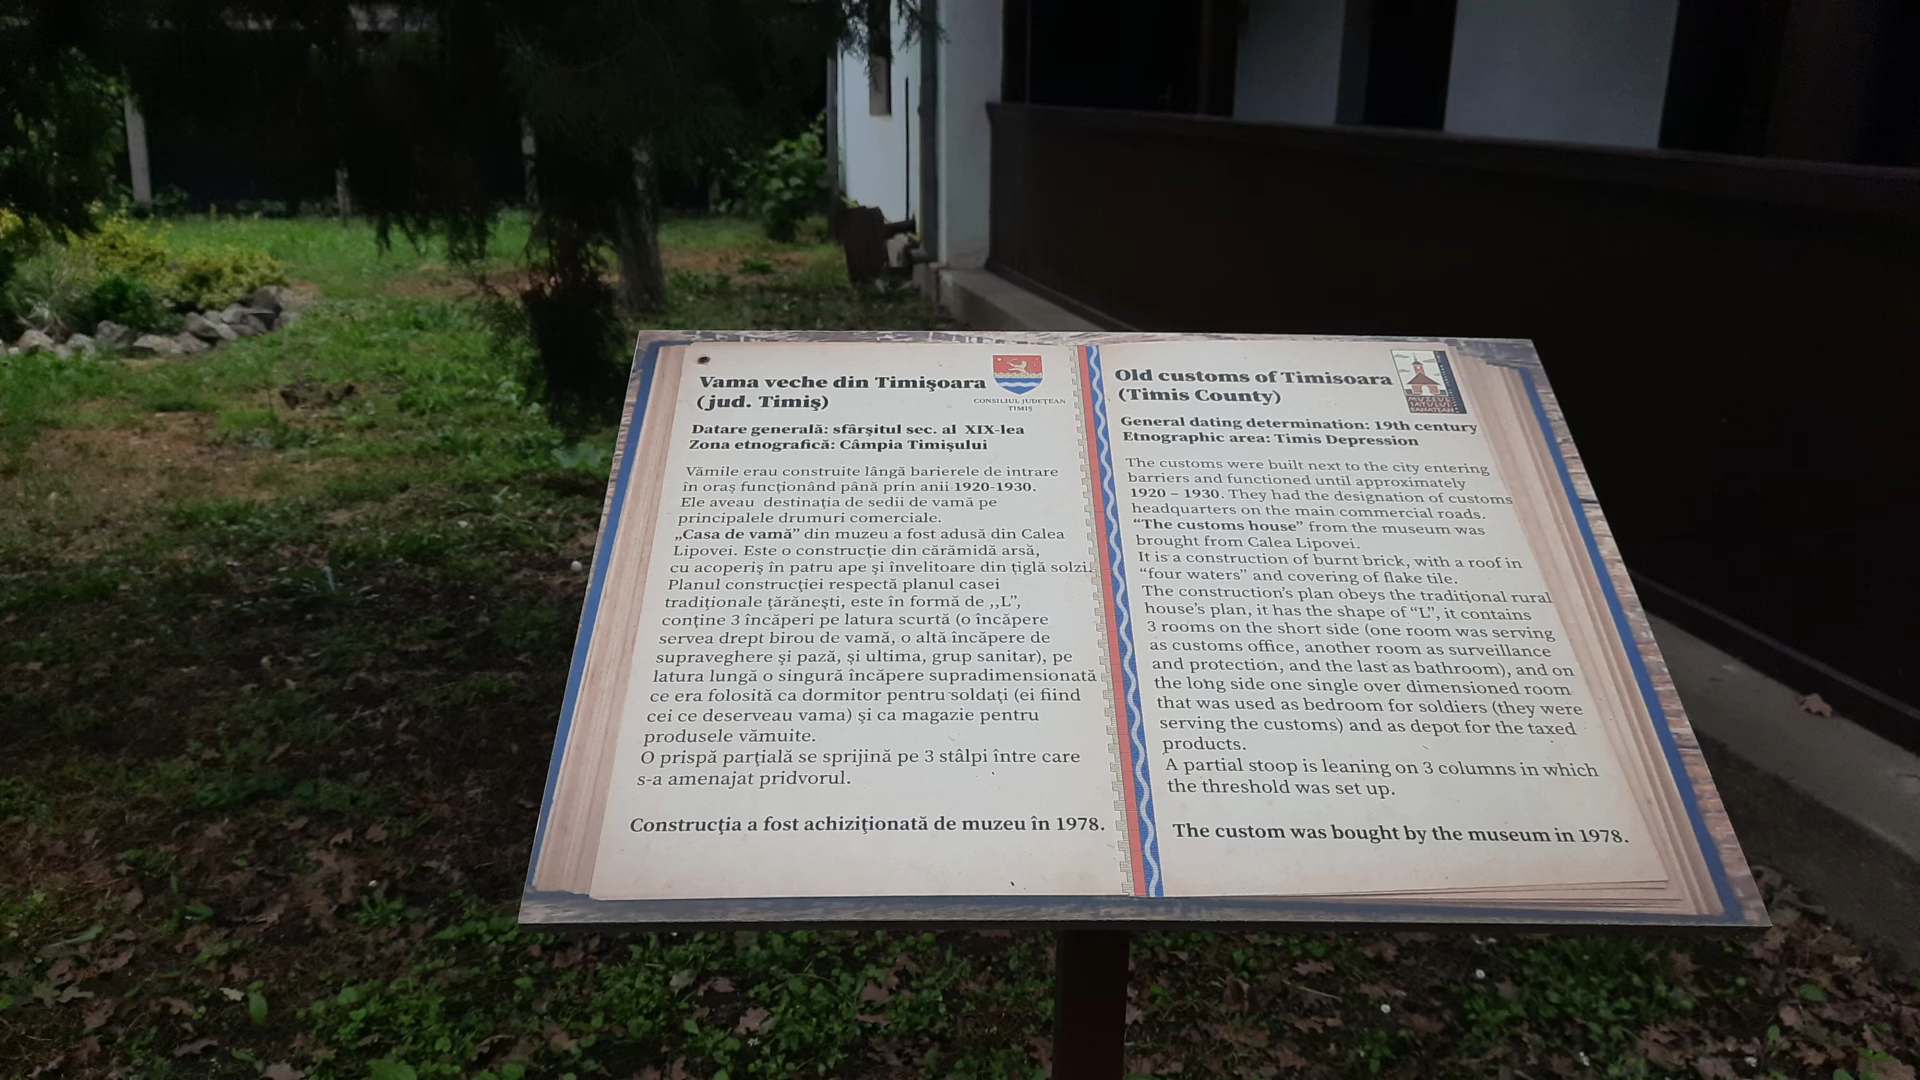 Vama veche din Timişoara
(jud. Timiş)
CONSILIUL JUDEŢEAN
TIMIŞ
Datare generală: sfârşitul sec. al XIX-lea
Zona etnografică: Câmpia Timişului
Vămile erau construite lângă barierele de intrare
în oraş funcţionând până prin anii 1920-1930.
Ele aveau destinaţia de sedii de vamă pe
principalele drumuri comerciale.
„Casa de vamă” din muzeu a fost adusă din Calea
Lipovei. Este o construcţie din cărămidă arsă,
cu acoperiş în patru ape şi învelitoare din ţiglă solzi.
Planul construcţiei respectă planul casei
tradiţionale ţărăneşti, este în formă de ,,L”,
conţine 3 încăperi pe latura scurtă (o încăpere
servea drept birou de vamă, o altă încăpere de
supraveghere şi pază, şi ultima, grup sanitar), pe
latura lungă o singură încăpere supradimensionată
ce era folosită ca dormitor pentru soldaţi (ei fiind
cei ce deserveau vama) şi ca magazie pentru
produsele vămuite.
O prispă parţială se sprijină pe 3 stâlpi între care
s-a amenajat pridvorul.
Construcţia a fost achiziţionată de muzeu în 1978.
Old customs of Timisoara
(Timis County)
MUZEUL
SATULUI
BĂNĂŢEAN
General dating determination: 19th century
Etnographic area: Timis Depression
The customs were built next to the city entering
barriers and functioned until approximately
1920 – 1930. They had the designation of customs
headquarters on the main commercial roads.
“The customs house” from the museum was
brought from Calea Lipovei.
It is a construction of burnt brick, with a roof in
“four waters” and covering of flake tile.
The construction's plan obeys the traditional rural
house's plan, it has the shape of “L”, it contains
3 rooms on the short side (one room was serving
as customs office, another room as surveillance
and protection, and the last as bathroom), and on
the long side one single over dimensioned room
that was used as bedroom for soldiers (they were
serving the customs) and as depot for the taxed
products.
A partial stoop is leaning on 3 columns in which
the threshold was set up.
The custom was bought by the museum in 1978.